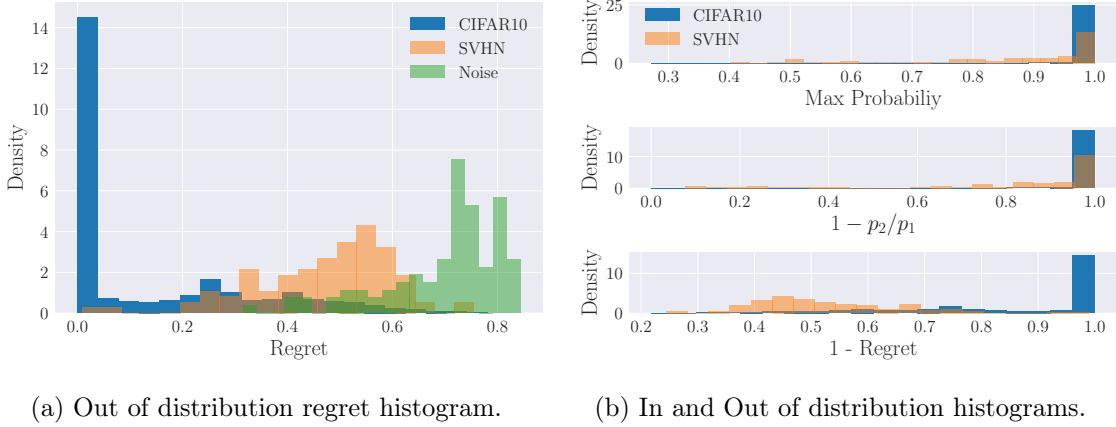 14
12
10
8
6
4
2
0
Density
0.0 0.2 0.4 0.6 0.8
Regret
CIFAR10
SVHN
Noise
(a) Out of distribution regret histogram.
25
0
Density
CIFAR10
SVHN
0.3 0.4 0.5 0.6 0.7 0.8 0.9 1.0
Max Probabiliy
10
0
Density
0.0 0.2 0.4 0.6 0.8 1.0
1 − p₂/p₁
10
0
Density
0.2 0.3 0.4 0.5 0.6 0.7 0.8 0.9 1.0
1 - Regret
(b) In and Out of distribution histograms.